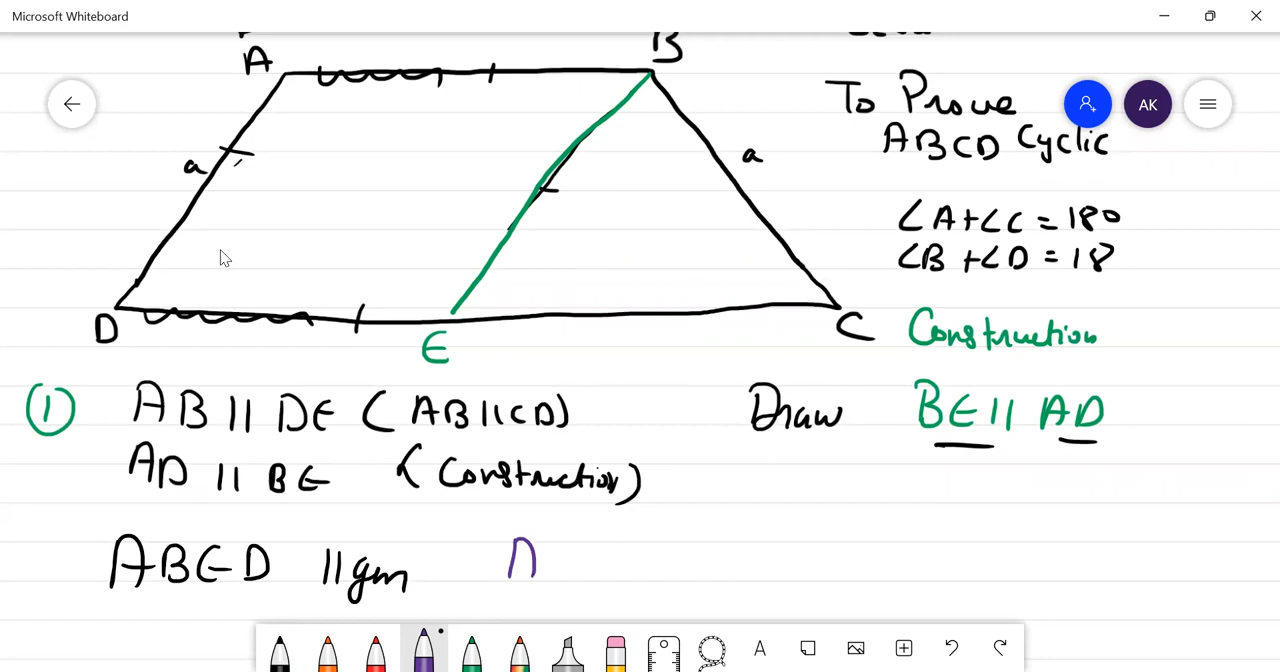 Microsoft Whiteboard
A
B
To Prove
AK
ABCD Cyclic
a
a
∠A+∠C = 180
∠B +∠D = 18
D
E
C
Construction
① AB || DE ( AB || CD)
Draw BE || AD
AD || BE ( Construction)
ABED ||gm
A